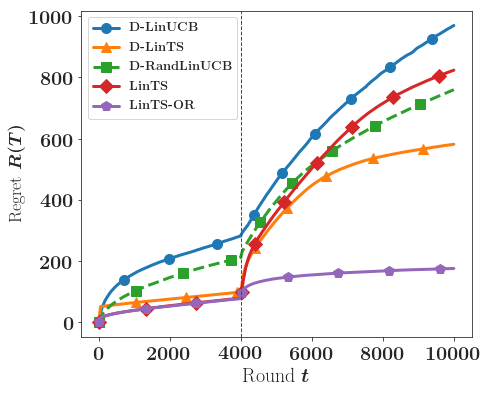 D-LinUCB
D-LinTS
D-RandLinUCB
LinTS
LinTS-OR
Regret R(T)
1000
800
600
400
200
0
0 2000 4000 6000 8000 10000
Round t